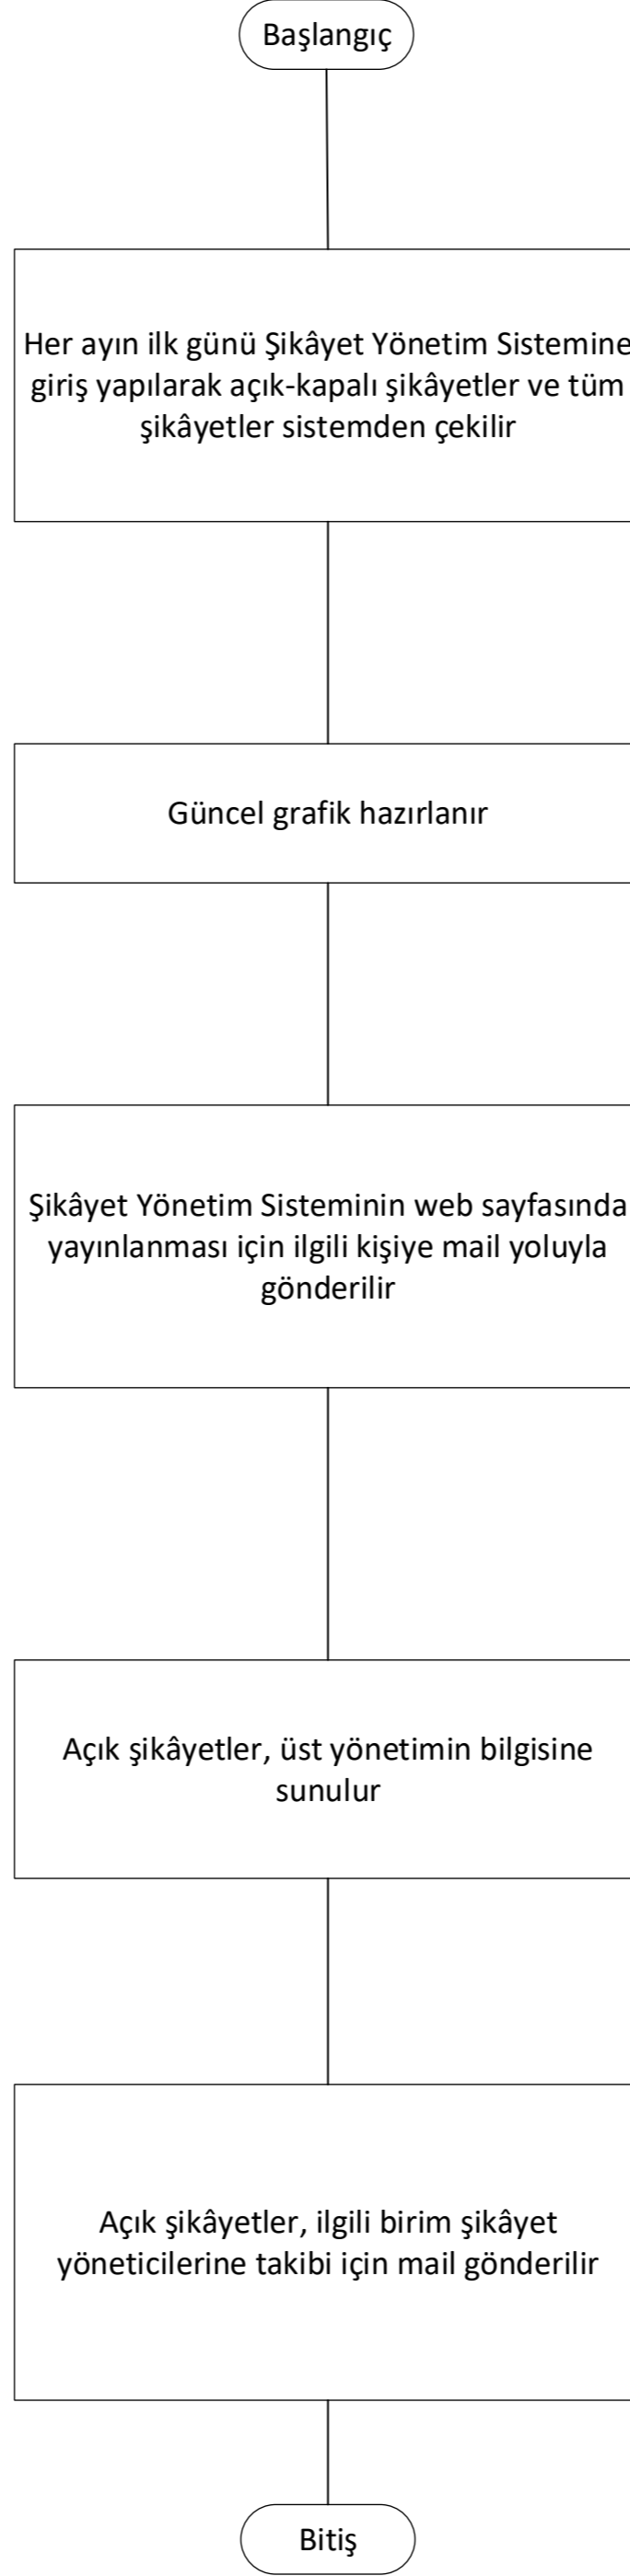 Başlangıç
Her ayın ilk günü Şikâyet Yönetim Sistemine
giriş yapılarak açık-kapalı şikâyetler ve tüm
şikâyetler sistemden çekilir
Güncel grafik hazırlanır
Şikâyet Yönetim Sisteminin web sayfasında
yayınlanması için ilgili kişiye mail yoluyla
gönderilir
Açık şikâyetler, üst yönetimin bilgisine
sunulur
Açık şikâyetler, ilgili birim şikâyet
yöneticilerine takibi için mail gönderilir
Bitiş